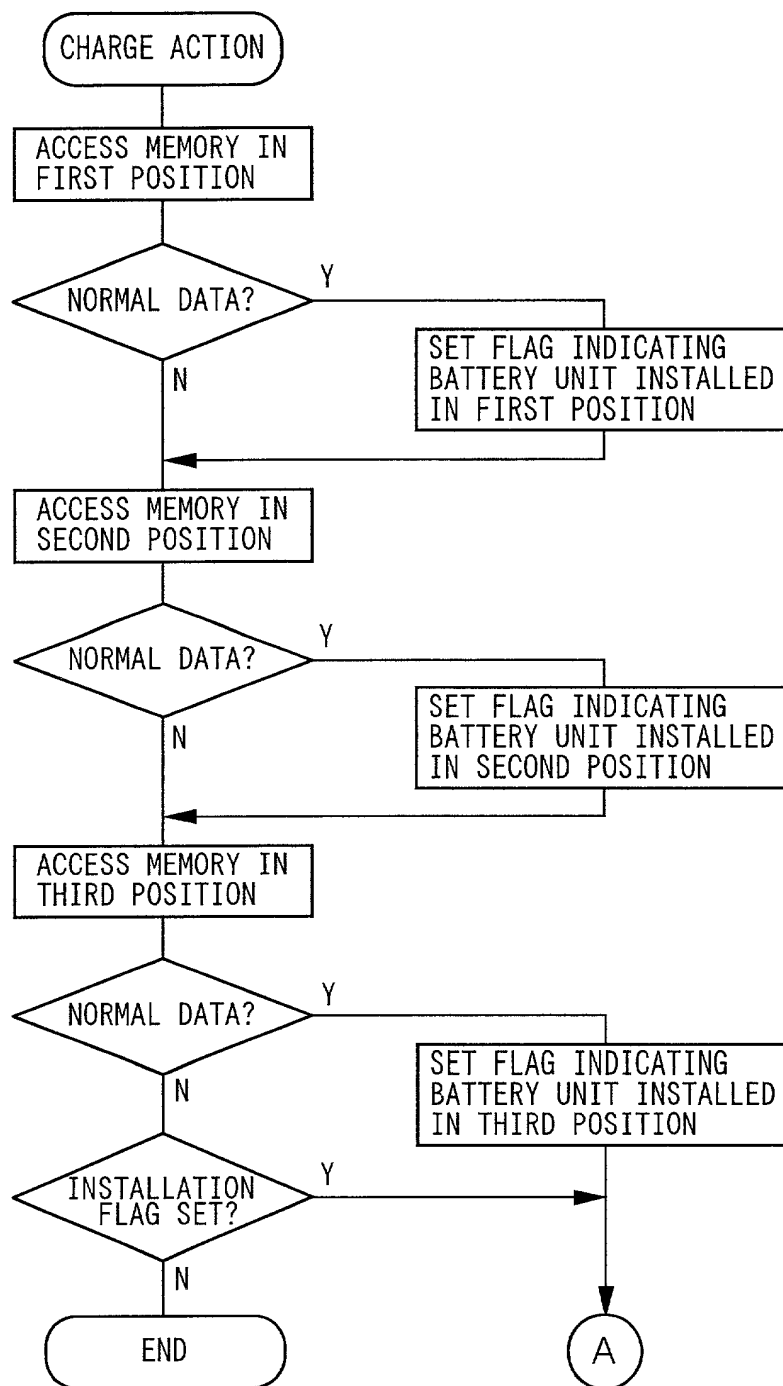 CHARGE ACTION
ACCESS MEMORY IN
FIRST POSITION
NORMAL DATA?
Y
N
SET FLAG INDICATING
BATTERY UNIT INSTALLED
IN FIRST POSITION
ACCESS MEMORY IN
SECOND POSITION
NORMAL DATA?
Y
N
SET FLAG INDICATING
BATTERY UNIT INSTALLED
IN SECOND POSITION
ACCESS MEMORY IN
THIRD POSITION
NORMAL DATA?
Y
N
SET FLAG INDICATING
BATTERY UNIT INSTALLED
IN THIRD POSITION
INSTALLATION
FLAG SET?
Y
N
END
A